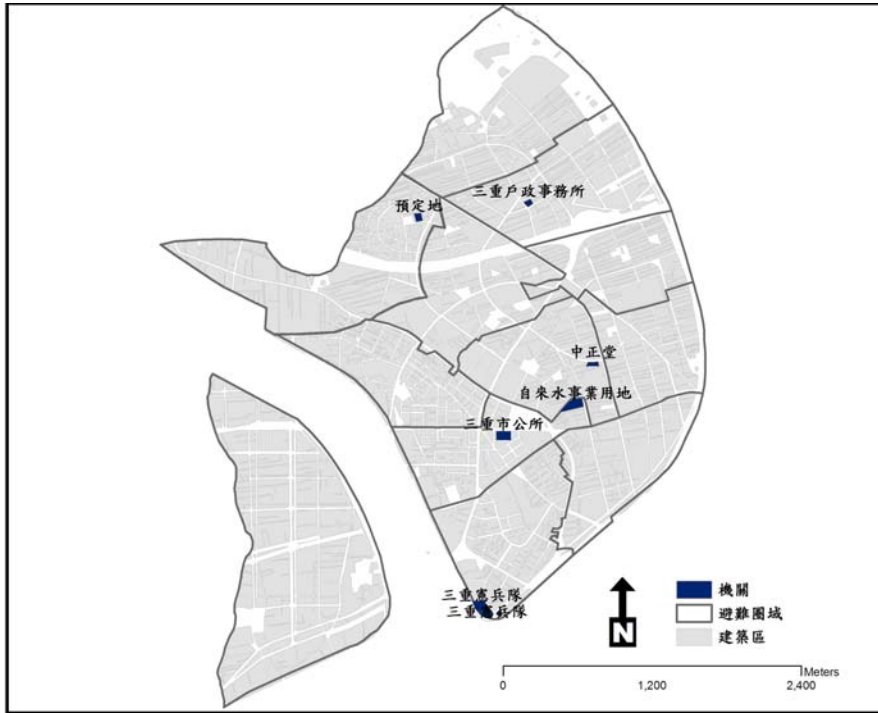 三重戶政事務所
預定地
中正堂
自來水事業用地
三重市公所
三重憲兵隊
三重憲兵隊
N
機關
避難圈域
建築區
Meters
0 1,200 2,400